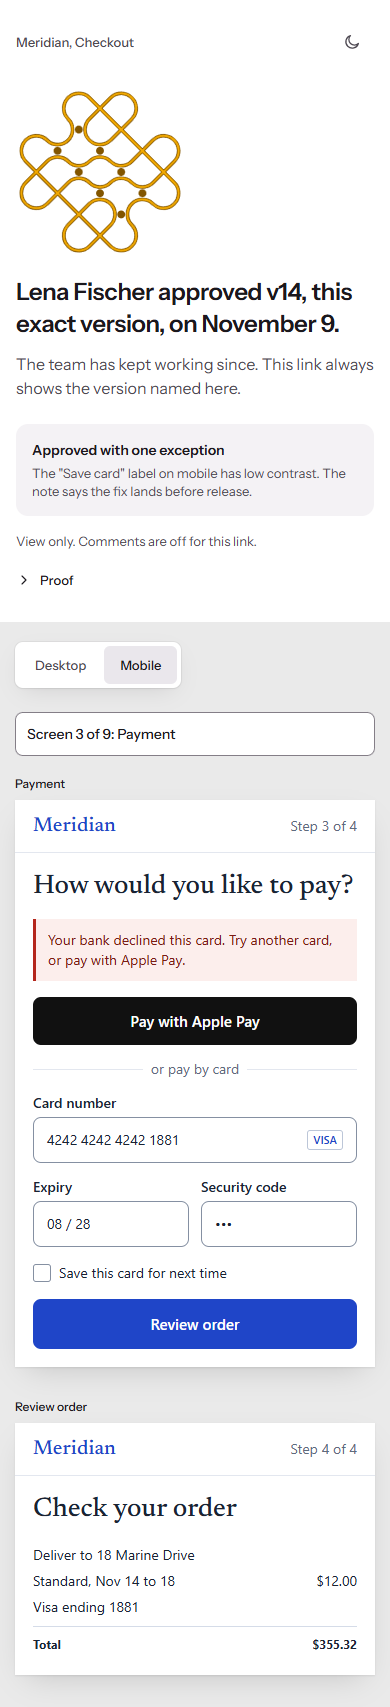 Meridian, Checkout
Lena Fischer approved v14, this
exact version, on November 9.
The team has kept working since. This link always
shows the version named here.
Approved with one exception
The "Save card" label on mobile has low contrast. The
note says the fix lands before release.
View only. Comments are off for this link.
Proof
Desktop
Mobile
Screen 3 of 9: Payment
Payment
Meridian
Step 3 of 4
How would you like to pay?
Your bank declined this card. Try another card,
or pay with Apple Pay.
Pay with Apple Pay
or pay by card
Card number
4242 4242 4242 1881
VISA
Expiry
Security code
08 / 28
•••
Save this card for next time
Review order
Review order
Meridian
Step 4 of 4
Check your order
Deliver to 18 Marine Drive
Standard, Nov 14 to 18
$12.00
Visa ending 1881
Total
$355.32